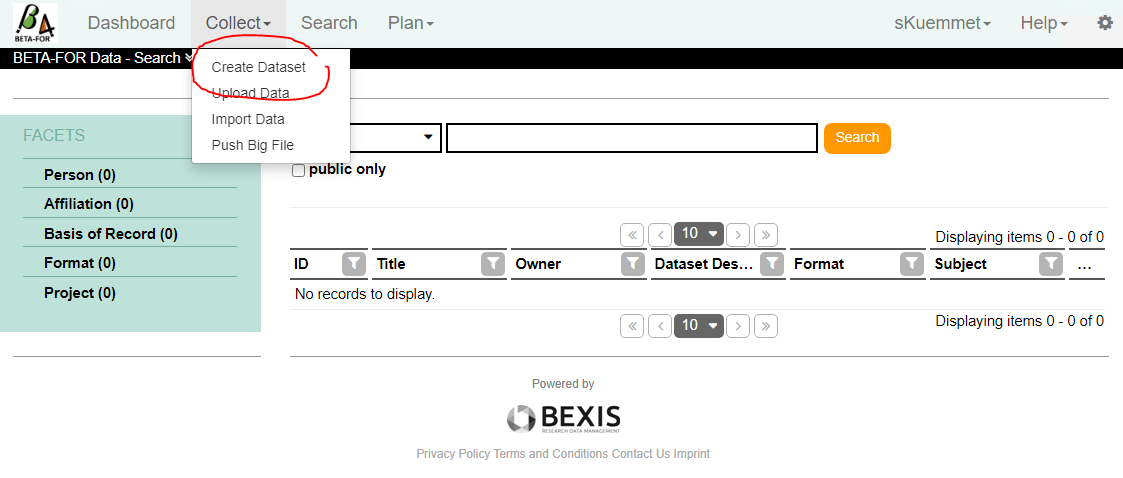 BETA-FOR
Dashboard Collect Search Plan sKuemmet Help
BETA-FOR Data - Search
Create Dataset
Upload Data
Import Data
Push Big File
FACETS
Person (0)
Affiliation (0)
Basis of Record (0)
Format (0)
Project (0)
Search
public only
10
Displaying items 0 - 0 of 0
ID Title Owner Dataset Des... Format Subject ...
No records to display.
10
Displaying items 0 - 0 of 0
Powered by
BEXIS
RESEARCH DATA MANAGEMENT
Privacy Policy Terms and Conditions Contact Us Imprint